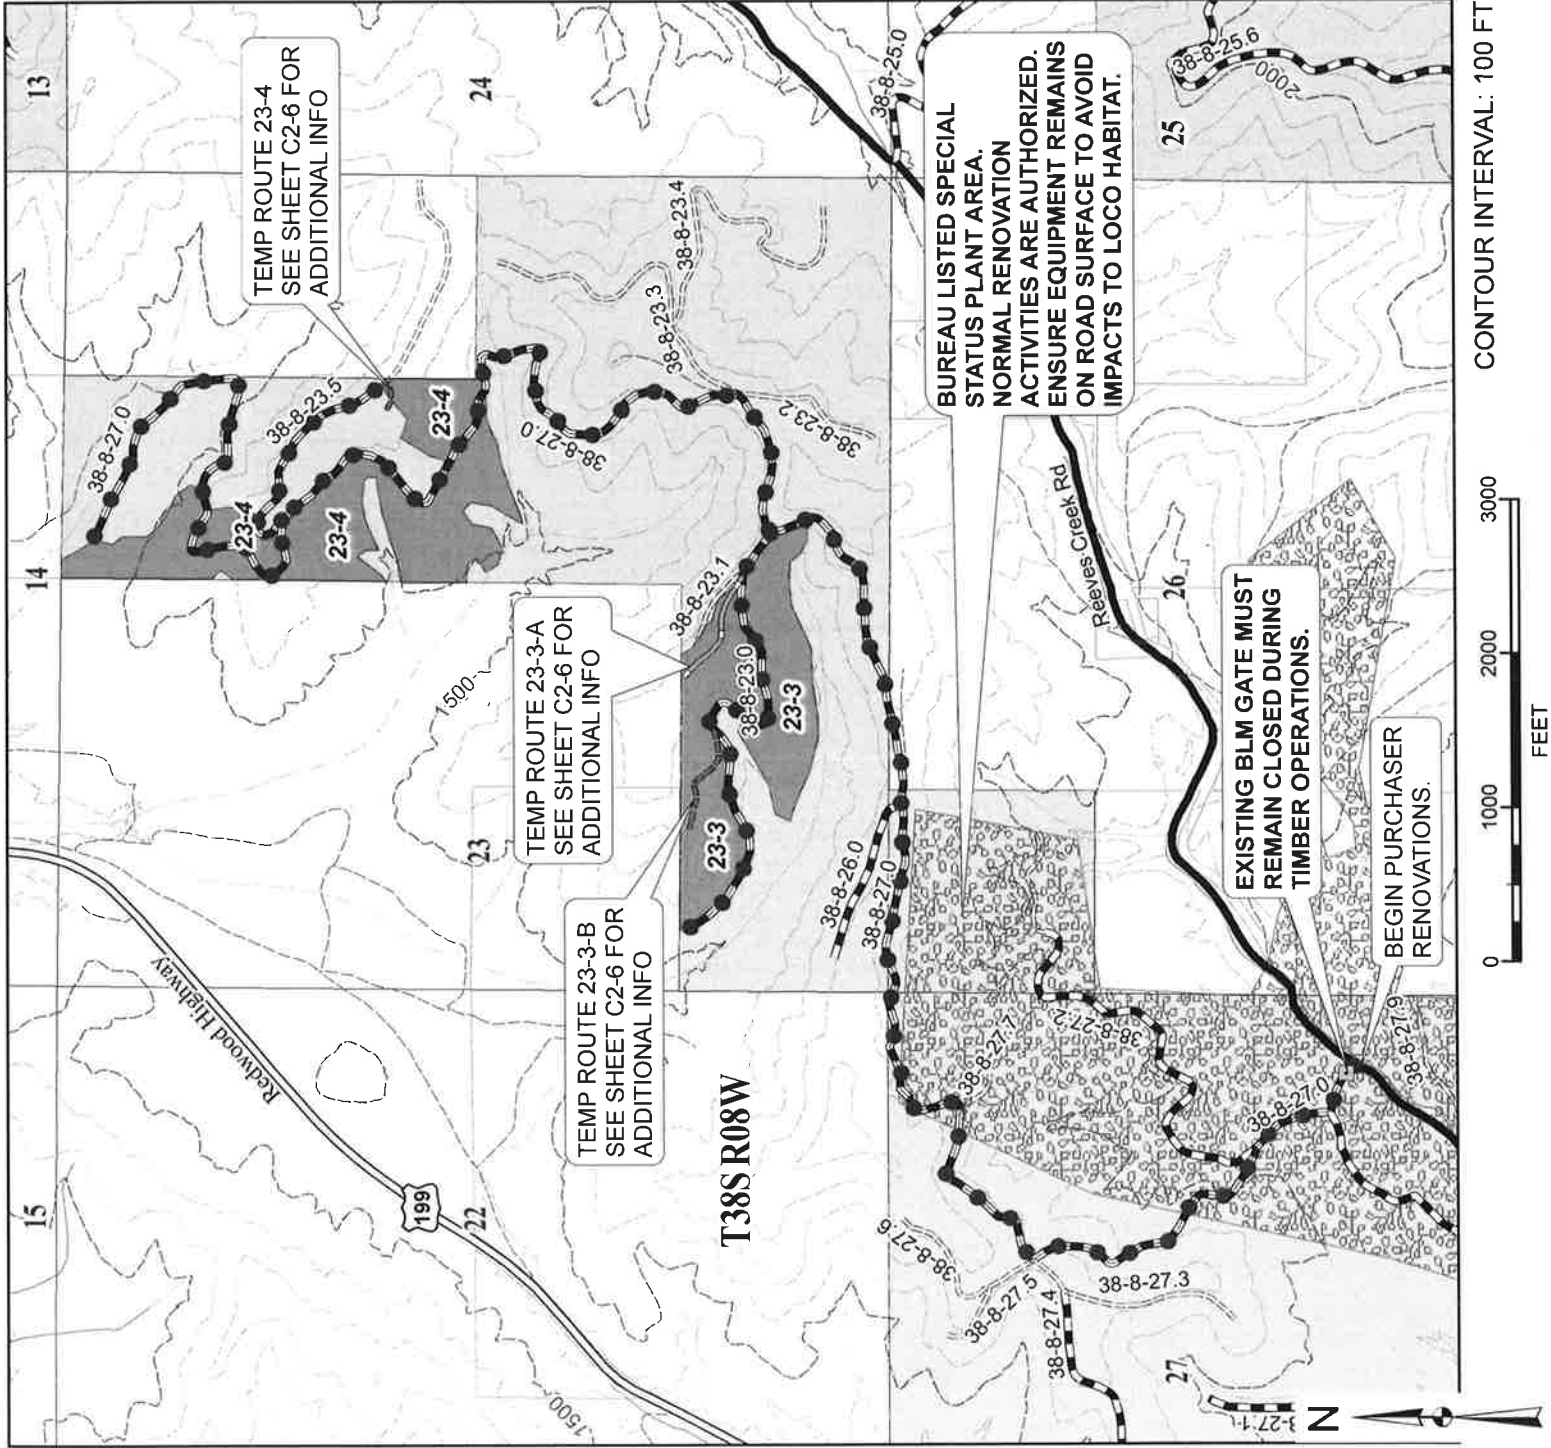 13
14
15
24
23
22
25
26
27
TEMP ROUTE 23-4
SEE SHEET C2-6 FOR
ADDITIONAL INFO
TEMP ROUTE 23-3-A
SEE SHEET C2-6 FOR
ADDITIONAL INFO
TEMP ROUTE 23-3-B
SEE SHEET C2-6 FOR
ADDITIONAL INFO
BUREAU LISTED SPECIAL
STATUS PLANT AREA.
NORMAL RENOVATION
ACTIVITIES ARE AUTHORIZED.
ENSURE EQUIPMENT REMAINS
ON ROAD SURFACE TO AVOID
IMPACTS TO LOCO HABITAT.
EXISTING BLM GATE MUST
REMAIN CLOSED DURING
TIMBER OPERATIONS.
BEGIN PURCHASER
RENOVATIONS.
T38S R08W
Redwood Highway
199
Reeves Creek Rd
38-8-27.0
38-8-23.5
23-4
23-4
23-4
38-8-27.0
38-8-23.4
38-8-23.3
38-8-23.2
38-8-23.1
38-8-23.0
23-3
23-3
38-8-25.0
38-8-25.6
2000
1500
1500
38-8-26.0
38-8-27.0
38-8-27.7
38-8-27.2
38-8-27.0
38-8-27.9
38-8-27.6
38-8-27.5
38-8-27.4
38-8-27.3
N
0
1000
2000
3000
FEET
CONTOUR INTERVAL: 100 FT